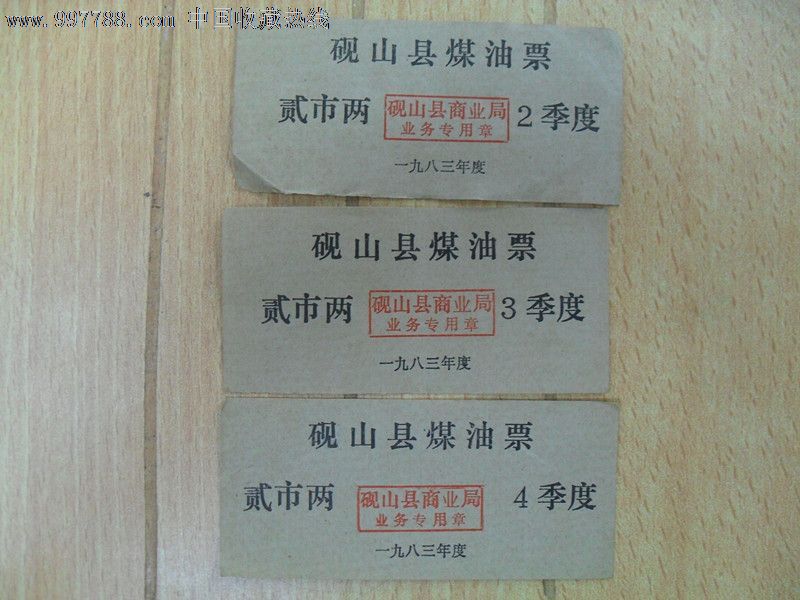 www.997788.com 中国收藏热线
砚山县煤油票
贰市两 砚山县商业局 2季度
业务专用章
一九八三年度
砚山县煤油票
贰市两 砚山县商业局 3季度
业务专用章
一九八三年度
砚山县煤油票
贰市两 砚山县商业局 4季度
业务专用章
一九八三年度